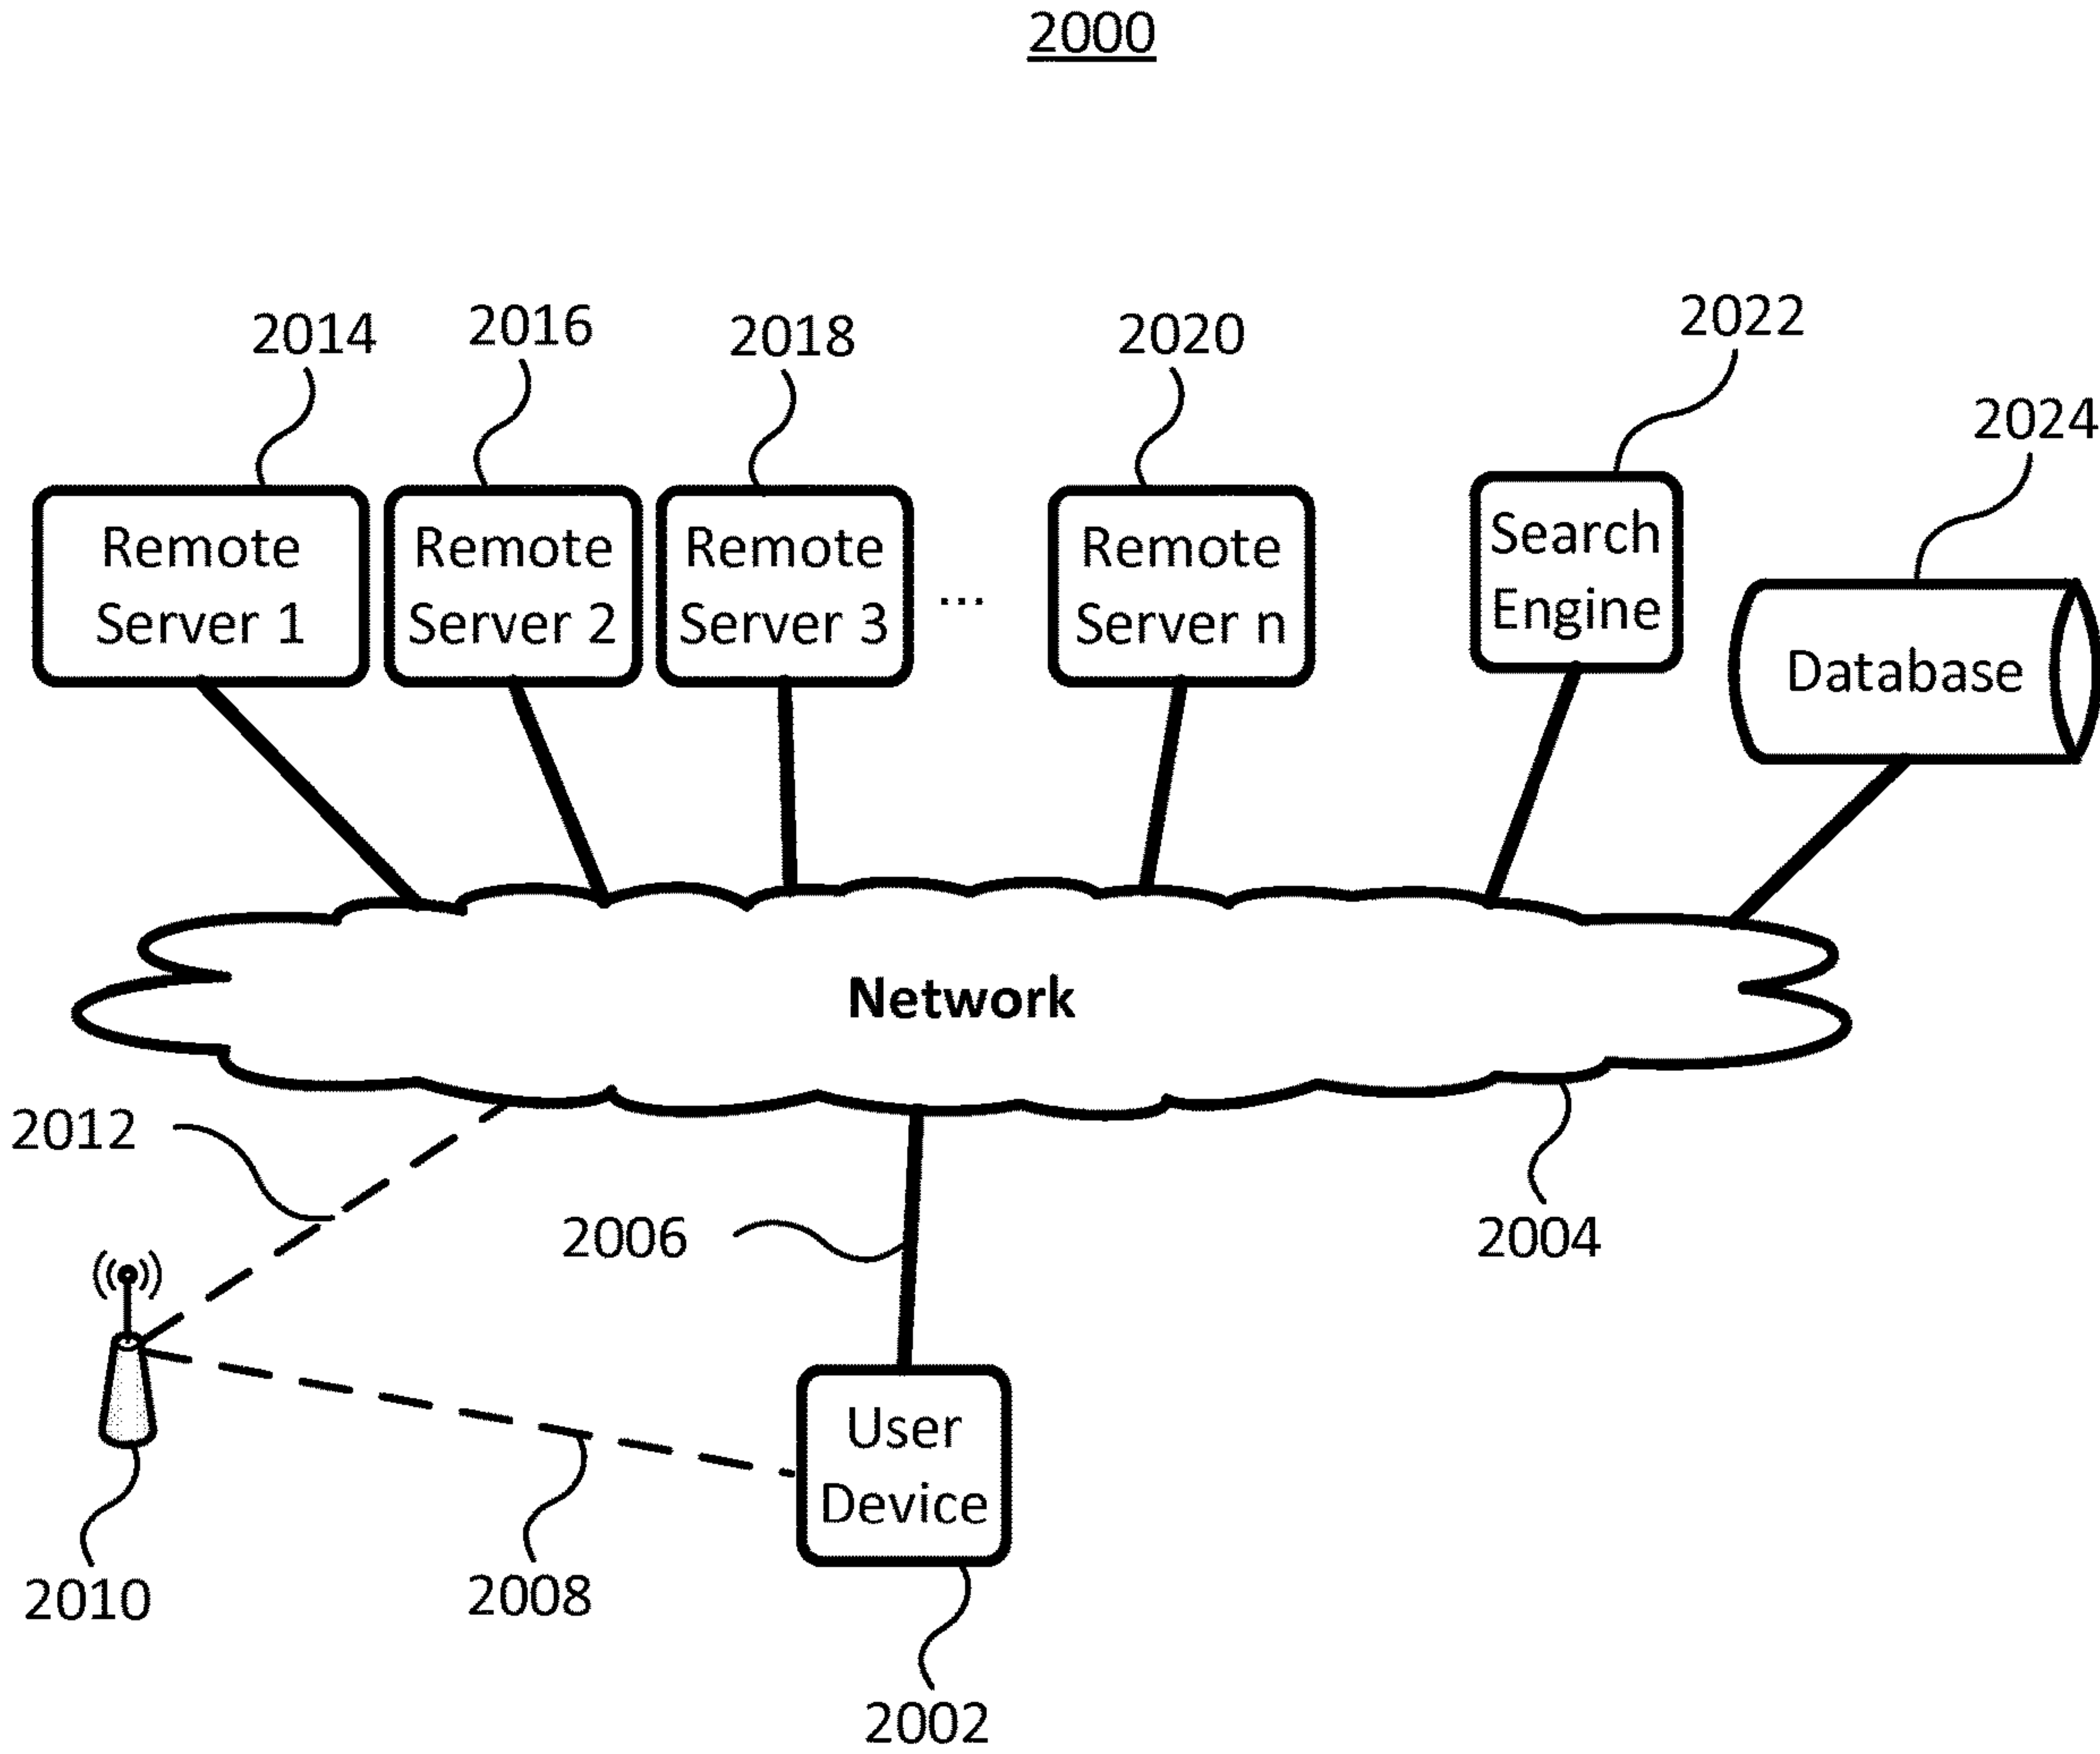 2000
2014
2016
2018
2020
2022
2024
Remote
Server 1
Remote
Server 2
Remote
Server 3
...
Remote
Server n
Search
Engine
Database
Network
2012
2006
2004
User
Device
2010
2008
2002